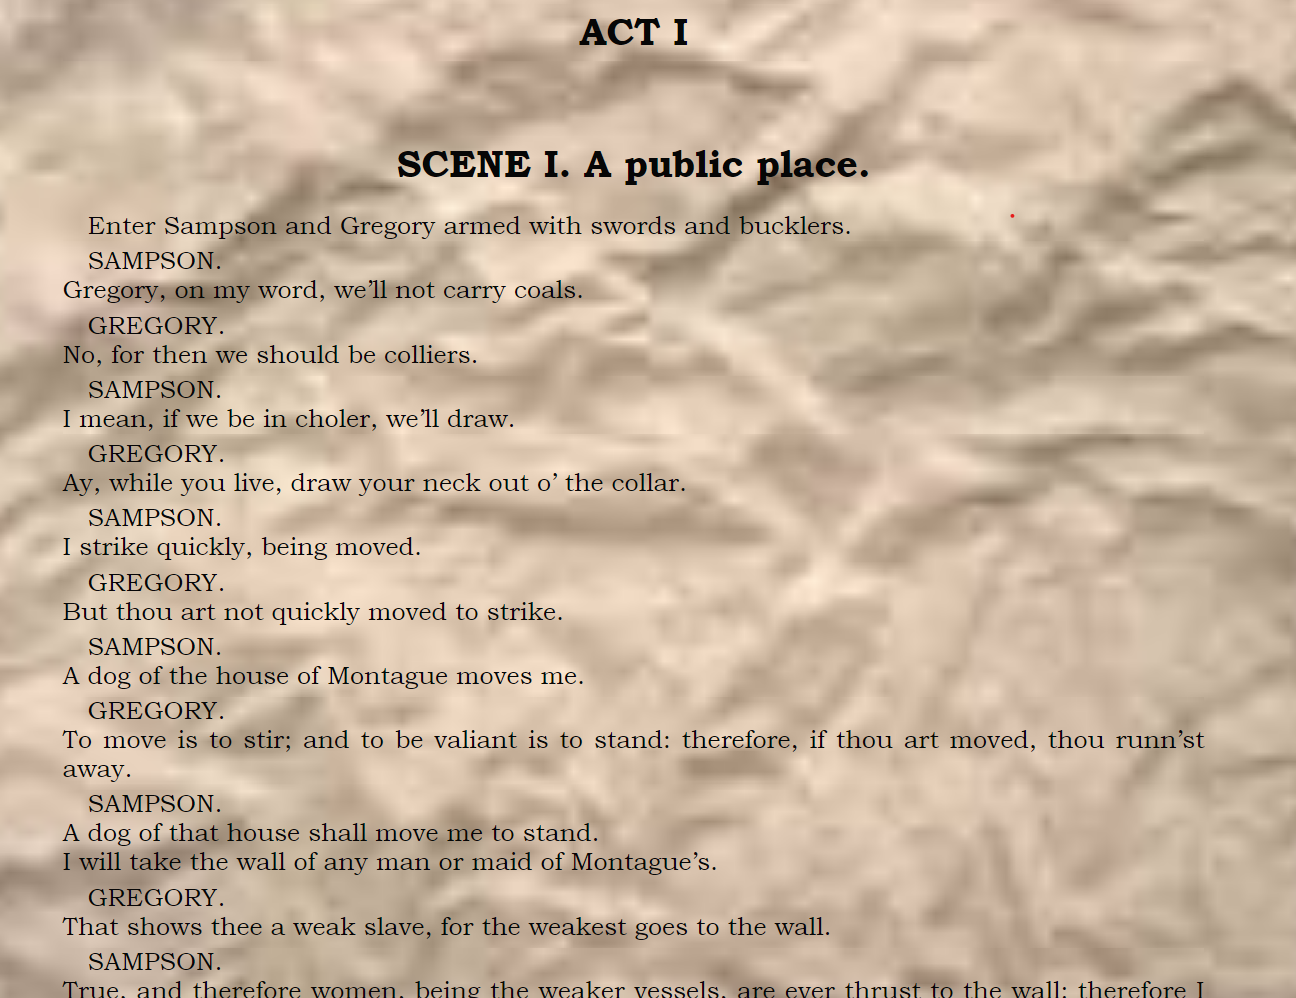 ACT I
SCENE I. A public place.
Enter Sampson and Gregory armed with swords and bucklers.
SAMPSON.
Gregory, on my word, we’ll not carry coals.
GREGORY.
No, for then we should be colliers.
SAMPSON.
I mean, if we be in choler, we’ll draw.
GREGORY.
Ay, while you live, draw your neck out o’ the collar.
SAMPSON.
I strike quickly, being moved.
GREGORY.
But thou art not quickly moved to strike.
SAMPSON.
A dog of the house of Montague moves me.
GREGORY.
To move is to stir; and to be valiant is to stand: therefore, if thou art moved, thou runn’st
away.
SAMPSON.
A dog of that house shall move me to stand.
I will take the wall of any man or maid of Montague’s.
GREGORY.
That shows thee a weak slave, for the weakest goes to the wall.
SAMPSON.
True, and therefore women, being the weaker vessels, are ever thrust to the wall: therefore I